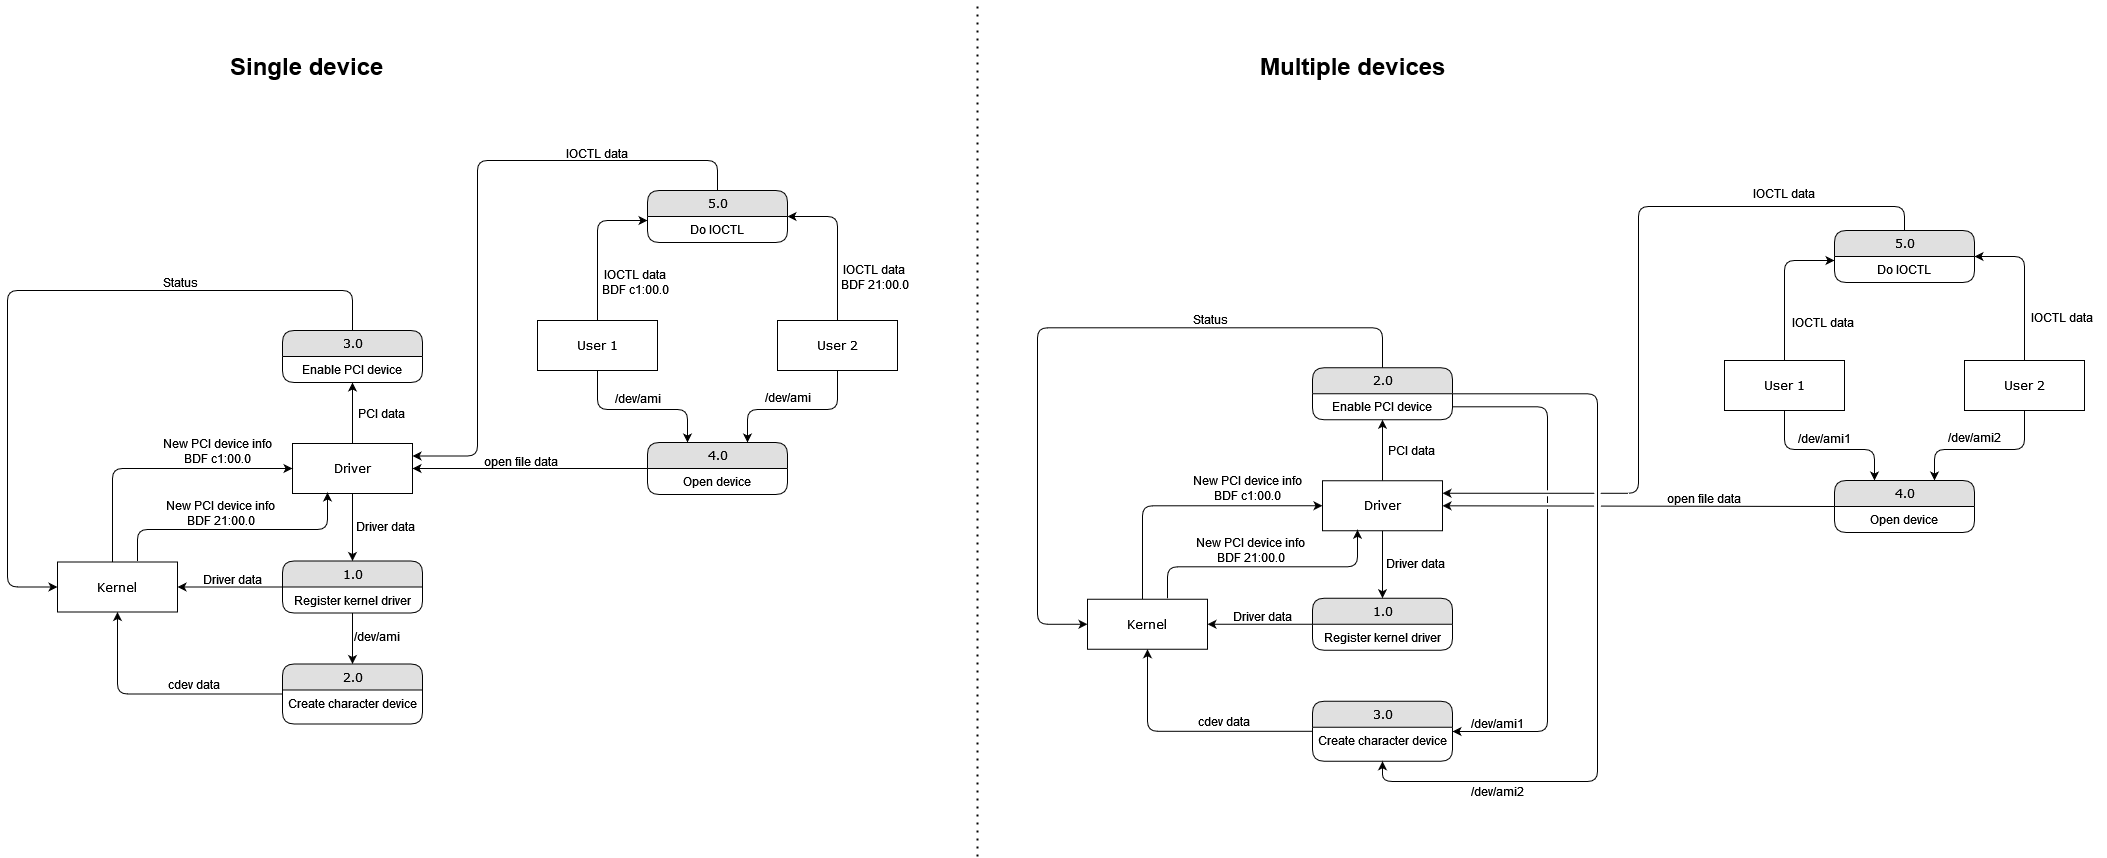 Single device
IOCTL data
5.0
Do IOCTL
IOCTL data
BDF c1:00.0
IOCTL data
BDF 21:00.0
Status
3.0
Enable PCI device
User 1
User 2
PCI data
/dev/ami
/dev/ami
New PCI device info
BDF c1:00.0
Driver
open file data
4.0
Open device
New PCI device info
BDF 21:00.0
Driver data
Kernel
Driver data
1.0
Register kernel driver
/dev/ami
cdev data
2.0
Create character device
Multiple devices
IOCTL data
5.0
Do IOCTL
IOCTL data
IOCTL data
Status
2.0
Enable PCI device
User 1
User 2
PCI data
/dev/ami1
/dev/ami2
New PCI device info
BDF c1:00.0
Driver
open file data
4.0
Open device
New PCI device info
BDF 21:00.0
Driver data
Kernel
Driver data
1.0
Register kernel driver
cdev data
3.0
Create character device
/dev/ami1
/dev/ami2